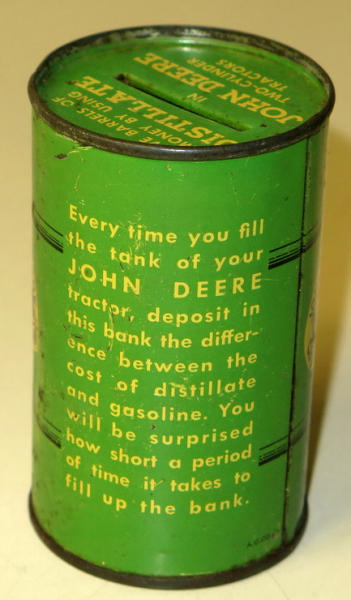 BARRELS OF
MONEY BY USING
DISTILLATE
IN
JOHN DEERE
TWO-CYLINDER
TRACTORS
Every time you fill
the tank of your
JOHN DEERE
tractor, deposit in
this bank the differ-
ence between the
cost of distillate
and gasoline. You
will be surprised
how short a period
of time it takes to
fill up the bank.